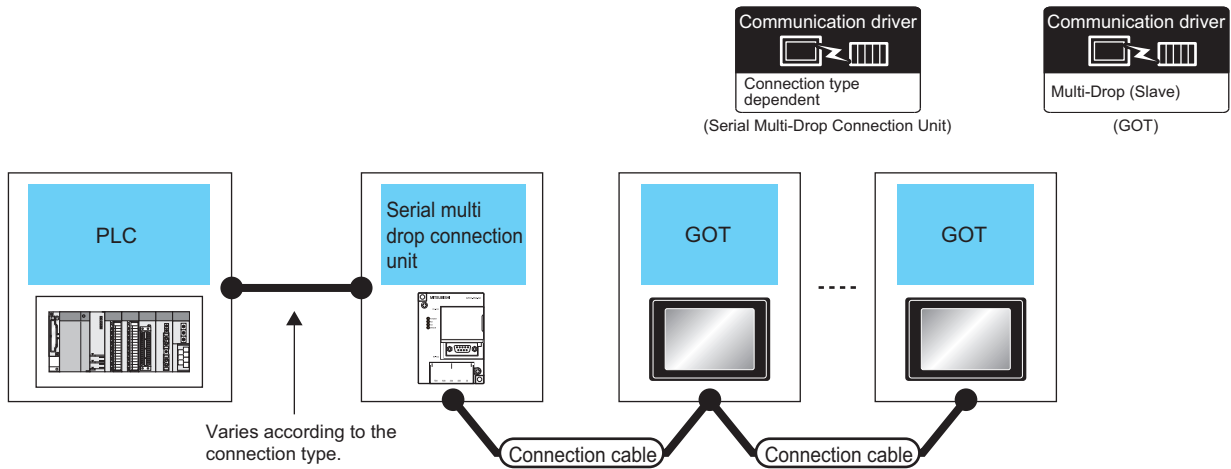 Communication driver
Connection type
dependent
(Serial Multi-Drop Connection Unit)
Communication driver
Multi-Drop (Slave)
(GOT)
PLC
Serial multi
drop connection
unit
MITSUBISHI
GOT
GOT
Varies according to the
connection type.
Connection cable
Connection cable